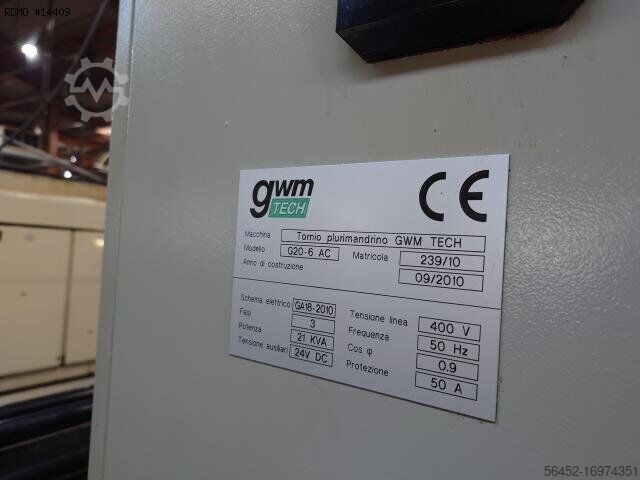 RDMO #14409
gwm
TECH
CE
Macchina Tornio plurimandrino GWM TECH
Modello G20-6 AC Matricola 239/10
Anno di costruzione 09/2010
Schema elettrico GA18-2010 Tensione linea 400 V
Fasi 3 Frequenza 50 Hz
Potenza 21 KVA Cos φ 0.9
Tensione ausiliari 24V DC Protezione 50 A
56452-16974351